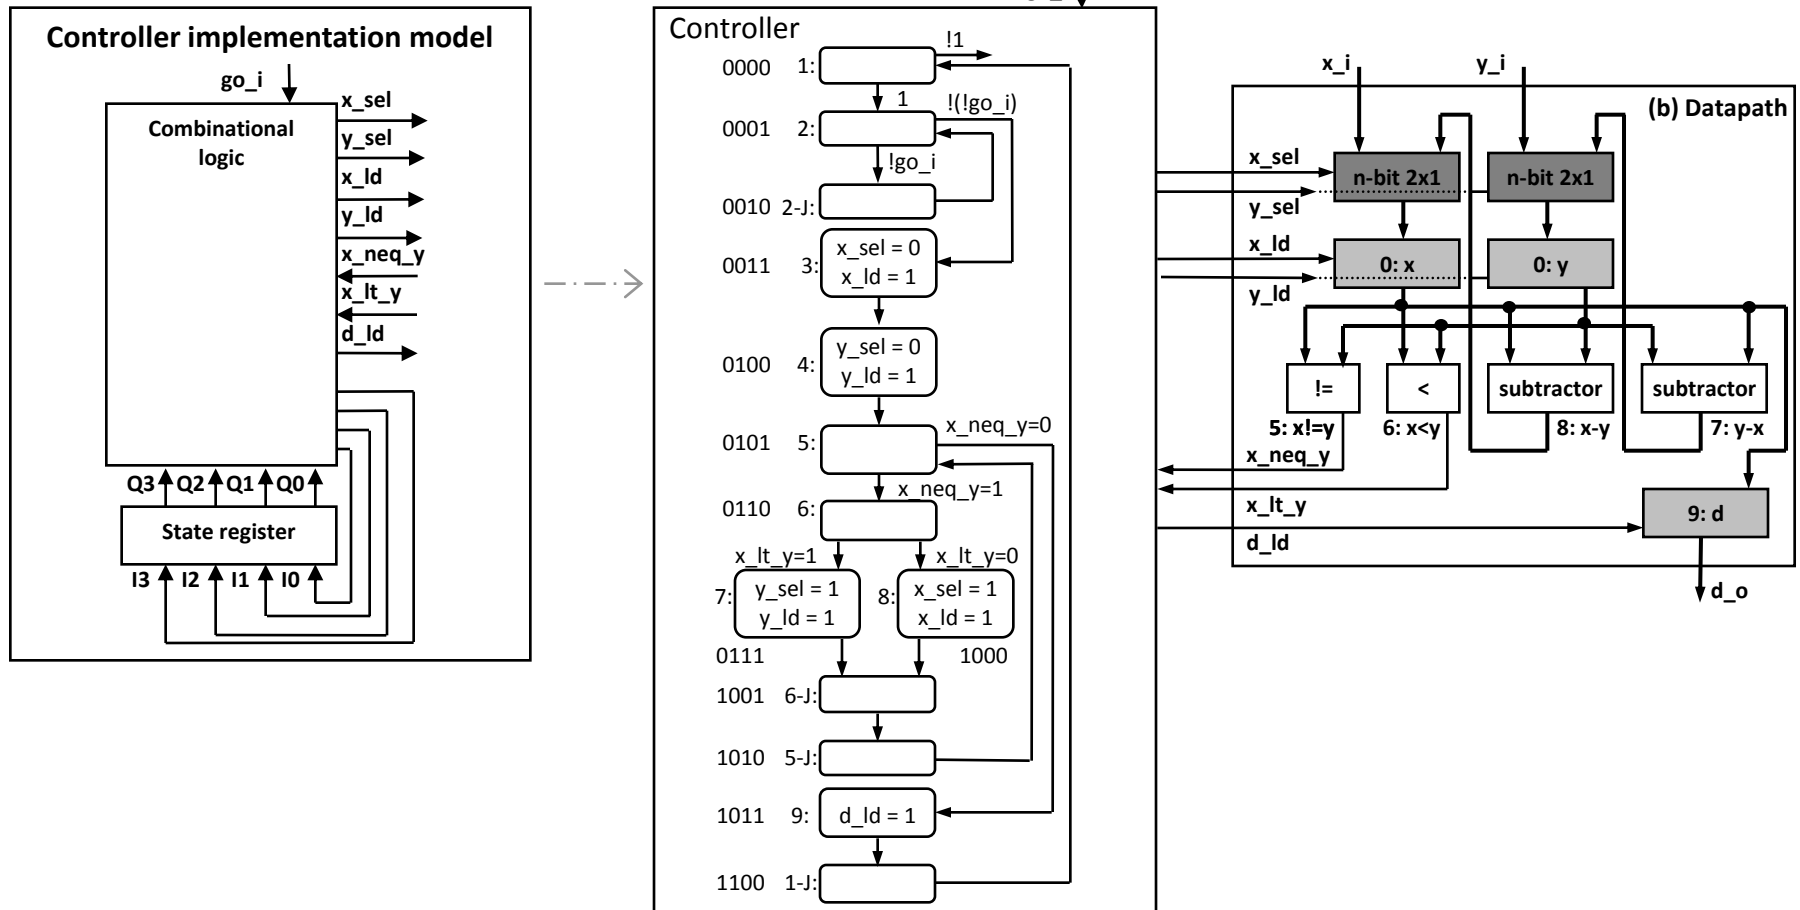 Controller implementation model
go_i
Combinational
logic
x_sel
y_sel
x_ld
y_ld
x_neq_y
x_lt_y
d_ld
Q3 Q2 Q1 Q0
State register
I3 I2 I1 I0
Controller
!1
0000 1:
1
!(!go_i)
0001 2:
!go_i
0010 2-J:
0011 3:
x_sel = 0
x_ld = 1
0100 4:
y_sel = 0
y_ld = 1
x_neq_y=0
0101 5:
x_neq_y=1
0110 6:
x_lt_y=1 x_lt_y=0
7: y_sel = 1
y_ld = 1
8: x_sel = 1
x_ld = 1
0111 1000
1001 6-J:
1010 5-J:
1011 9: d_ld = 1
1100 1-J:
x_i y_i
(b) Datapath
x_sel
y_sel
x_ld
y_ld
n-bit 2x1 n-bit 2x1
0: x 0: y
!= < subtractor subtractor
5: x!=y 6: x<y 8: x-y 7: y-x
x_neq_y
x_lt_y
d_ld
9: d
d_o